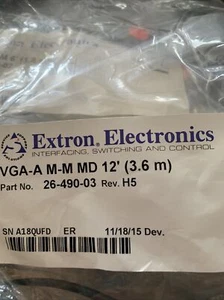 Extron. Electronics
INTERFACING, SWITCHING AND CONTROL
VGA-A M-M MD 12' (3.6 m)
Part No. 26-490-03 Rev. H5
SN A18QUFD ER 11/18/15 Dev.